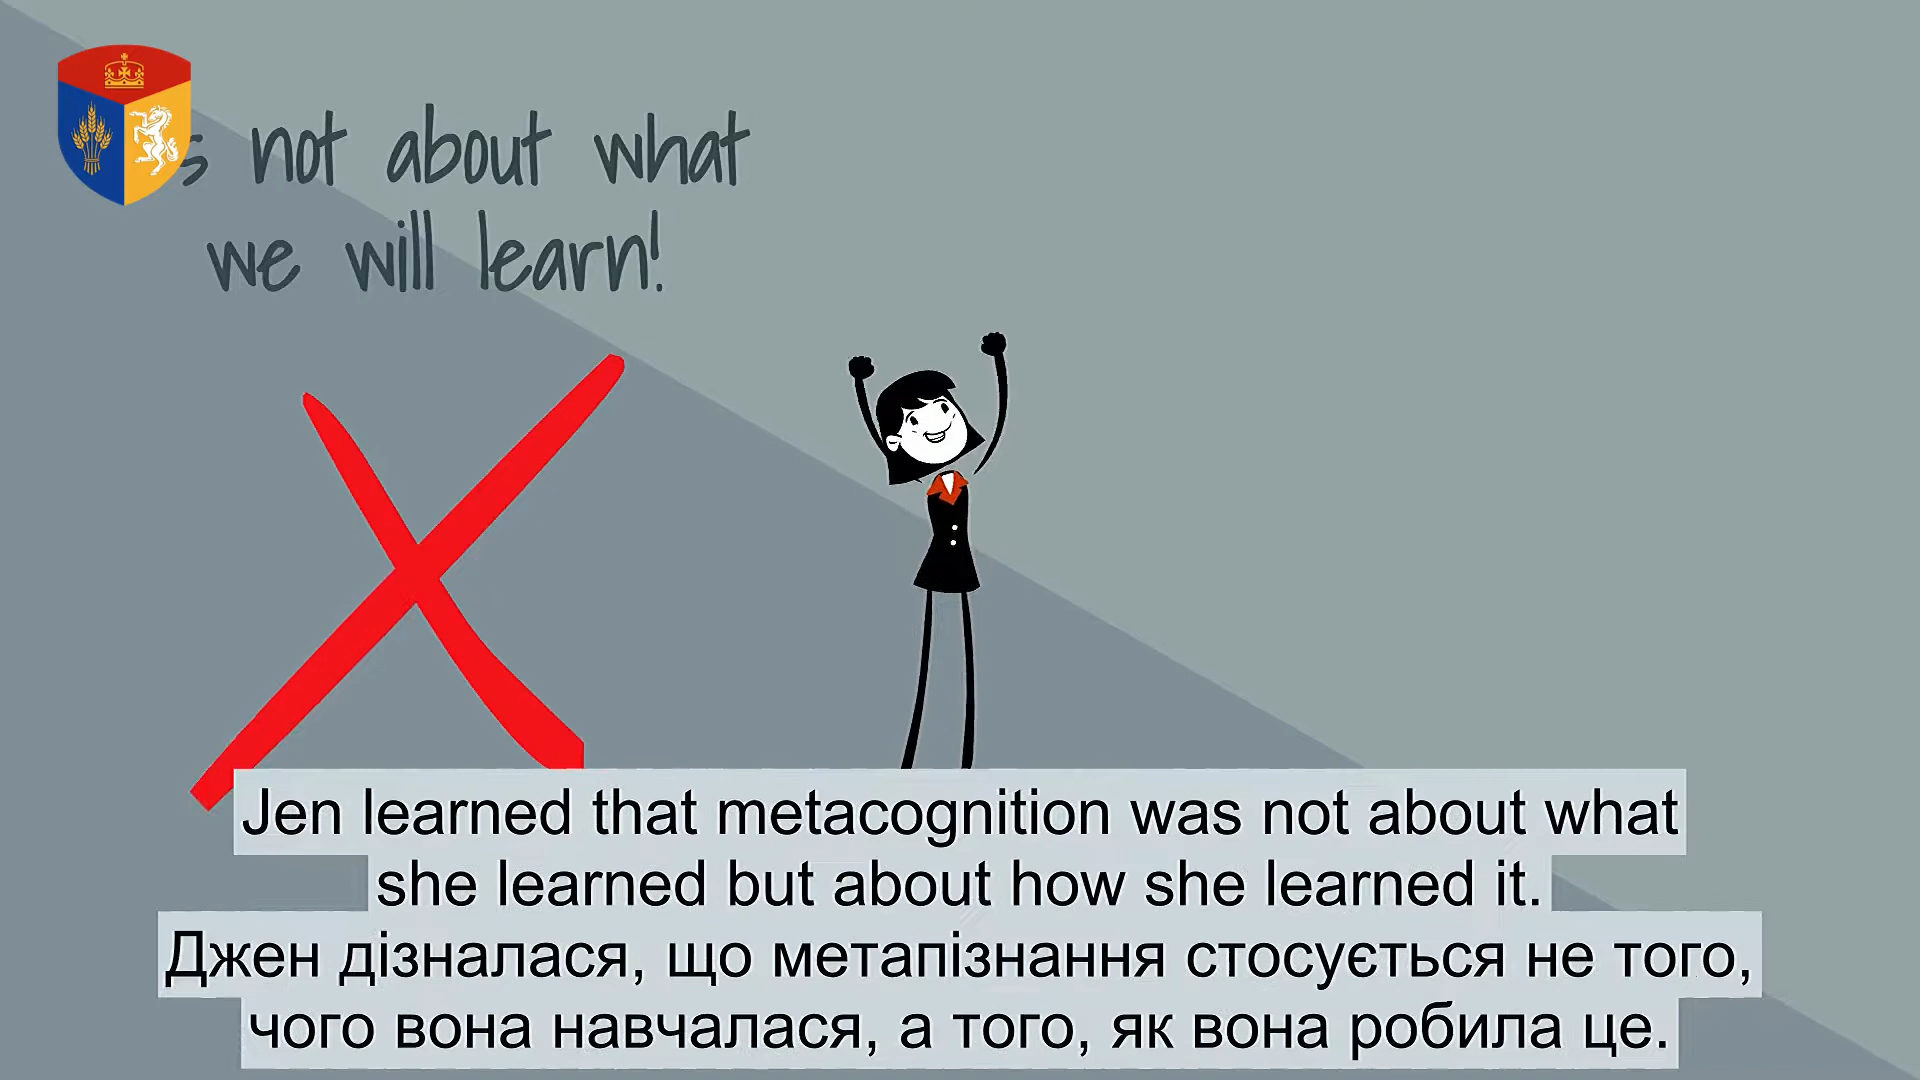 not about what
we will learn!
Jen learned that metacognition was not about what
she learned but about how she learned it.
Джен дізналася, що метапізнання стосується не того,
чого вона навчалася, а того, як вона робила це.